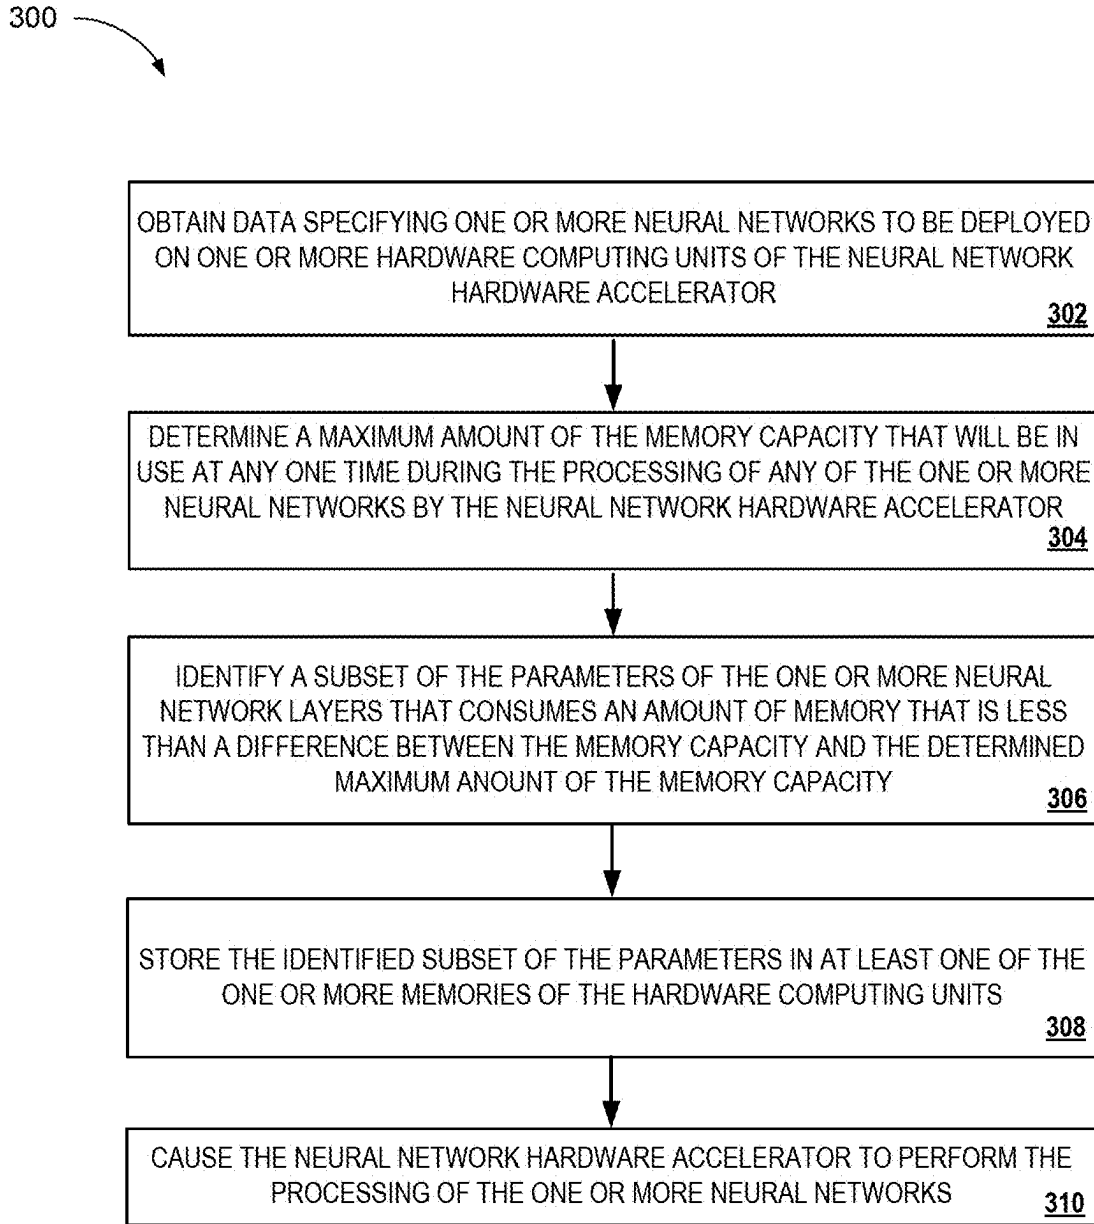 300
OBTAIN DATA SPECIFYING ONE OR MORE NEURAL NETWORKS TO BE DEPLOYED
ON ONE OR MORE HARDWARE COMPUTING UNITS OF THE NEURAL NETWORK
HARDWARE ACCELERATOR
302
DETERMINE A MAXIMUM AMOUNT OF THE MEMORY CAPACITY THAT WILL BE IN
USE AT ANY ONE TIME DURING THE PROCESSING OF ANY OF THE ONE OR MORE
NEURAL NETWORKS BY THE NEURAL NETWORK HARDWARE ACCELERATOR
304
IDENTIFY A SUBSET OF THE PARAMETERS OF THE ONE OR MORE NEURAL
NETWORK LAYERS THAT CONSUMES AN AMOUNT OF MEMORY THAT IS LESS
THAN A DIFFERENCE BETWEEN THE MEMORY CAPACITY AND THE DETERMINED
MAXIMUM AMOUNT OF THE MEMORY CAPACITY
306
STORE THE IDENTIFIED SUBSET OF THE PARAMETERS IN AT LEAST ONE OF THE
ONE OR MORE MEMORIES OF THE HARDWARE COMPUTING UNITS
308
CAUSE THE NEURAL NETWORK HARDWARE ACCELERATOR TO PERFORM THE
PROCESSING OF THE ONE OR MORE NEURAL NETWORKS
310